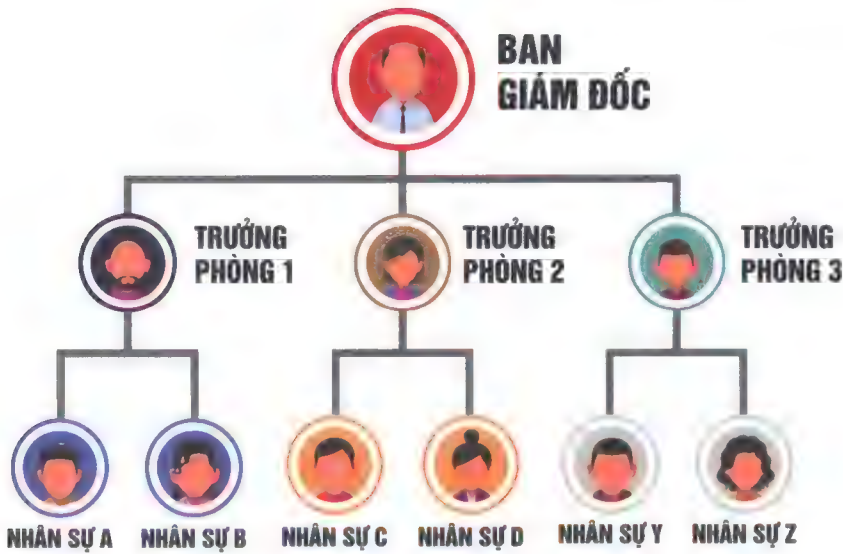 BAN
GIÁM ĐỐC
TRƯỞNG
PHÒNG 1
TRƯỞNG
PHÒNG 2
TRƯỞNG
PHÒNG 3
NHÂN SỰ A
NHÂN SỰ B
NHÂN SỰ C
NHÂN SỰ D
NHÂN SỰ Y
NHÂN SỰ Z